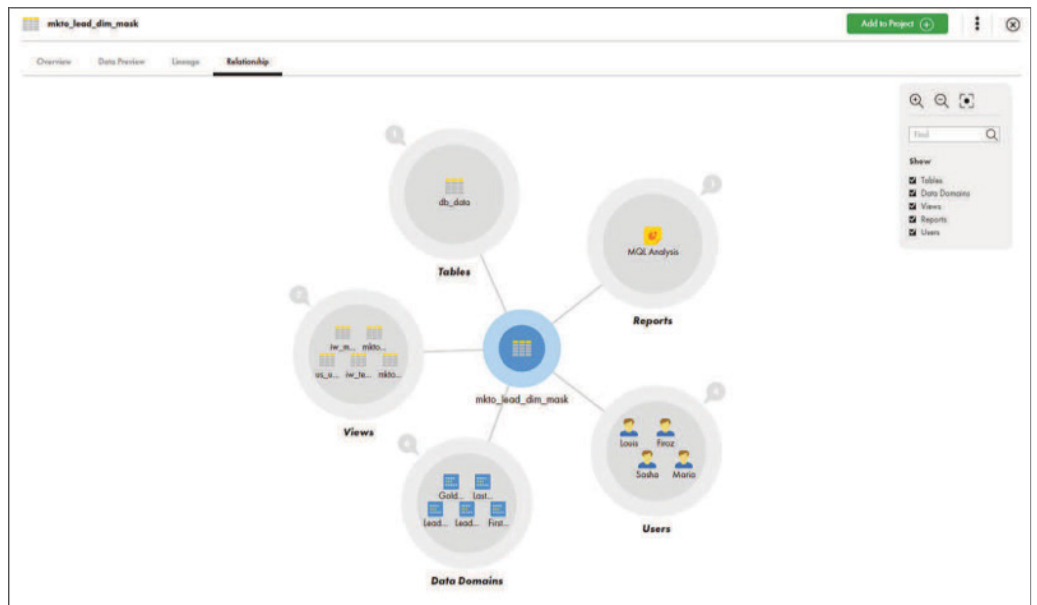 mkto_lead_dim_mask
Add to Project
Overview
Data Preview
Lineage
Relationship
Find
Show
Tables
Data Domains
Views
Reports
Users
db_data
Tables
MQL Analysis
Reports
iw_m... mkto...
us_u... iw_te... mkto...
Views
mkto_lead_dim_mask
Louis Firoz
Sasha Maria
Users
Gold... Last...
Lead... Lead... First...
Data Domains